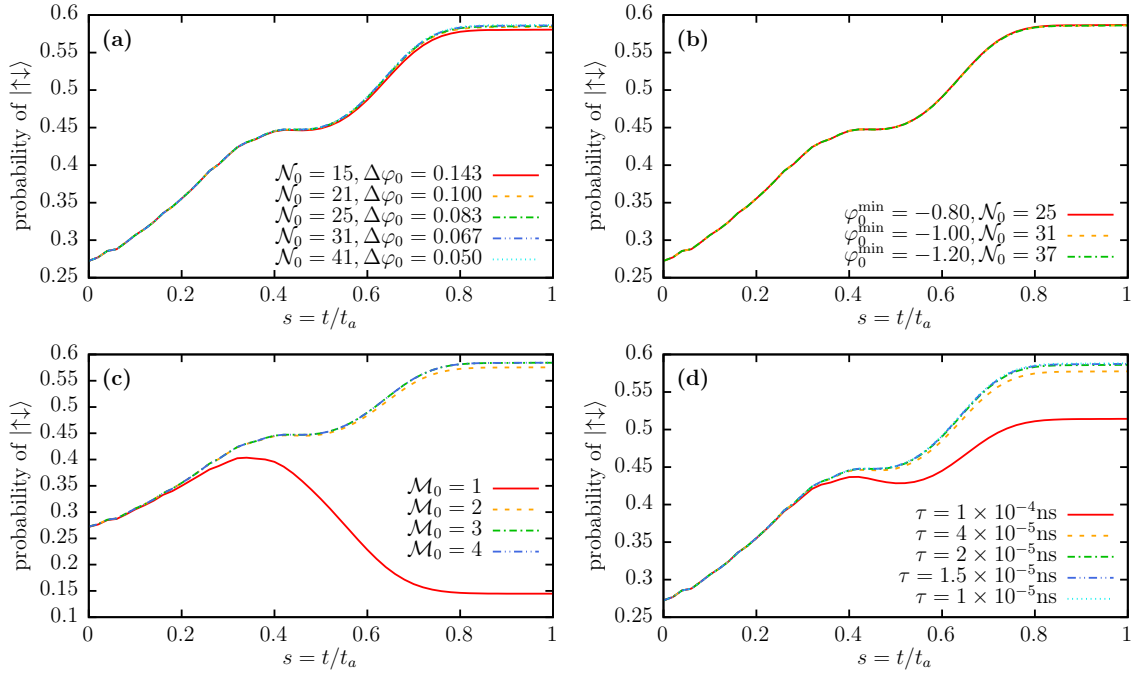 (a)
probability of |↑↓⟩
0.6
0.55
0.5
0.45
0.4
0.35
0.3
0.25
𝒩₀ = 15, Δφ₀ = 0.143
𝒩₀ = 21, Δφ₀ = 0.100
𝒩₀ = 25, Δφ₀ = 0.083
𝒩₀ = 31, Δφ₀ = 0.067
𝒩₀ = 41, Δφ₀ = 0.050
0 0.2 0.4 0.6 0.8 1
s = t/tₐ
(b)
probability of |↑↓⟩
0.6
0.55
0.5
0.45
0.4
0.35
0.3
0.25
φ₀ᵐⁱⁿ = −0.80, 𝒩₀ = 25
φ₀ᵐⁱⁿ = −1.00, 𝒩₀ = 31
φ₀ᵐⁱⁿ = −1.20, 𝒩₀ = 37
0 0.2 0.4 0.6 0.8 1
s = t/tₐ
(c)
probability of |↑↓⟩
0.6
0.55
0.5
0.45
0.4
0.35
0.3
0.25
0.2
0.15
0.1
ℳ₀ = 1
ℳ₀ = 2
ℳ₀ = 3
ℳ₀ = 4
0 0.2 0.4 0.6 0.8 1
s = t/tₐ
(d)
probability of |↑↓⟩
0.6
0.55
0.5
0.45
0.4
0.35
0.3
0.25
τ = 1 × 10⁻⁴ns
τ = 4 × 10⁻⁵ns
τ = 2 × 10⁻⁵ns
τ = 1.5 × 10⁻⁵ns
τ = 1 × 10⁻⁵ns
0 0.2 0.4 0.6 0.8 1
s = t/tₐ